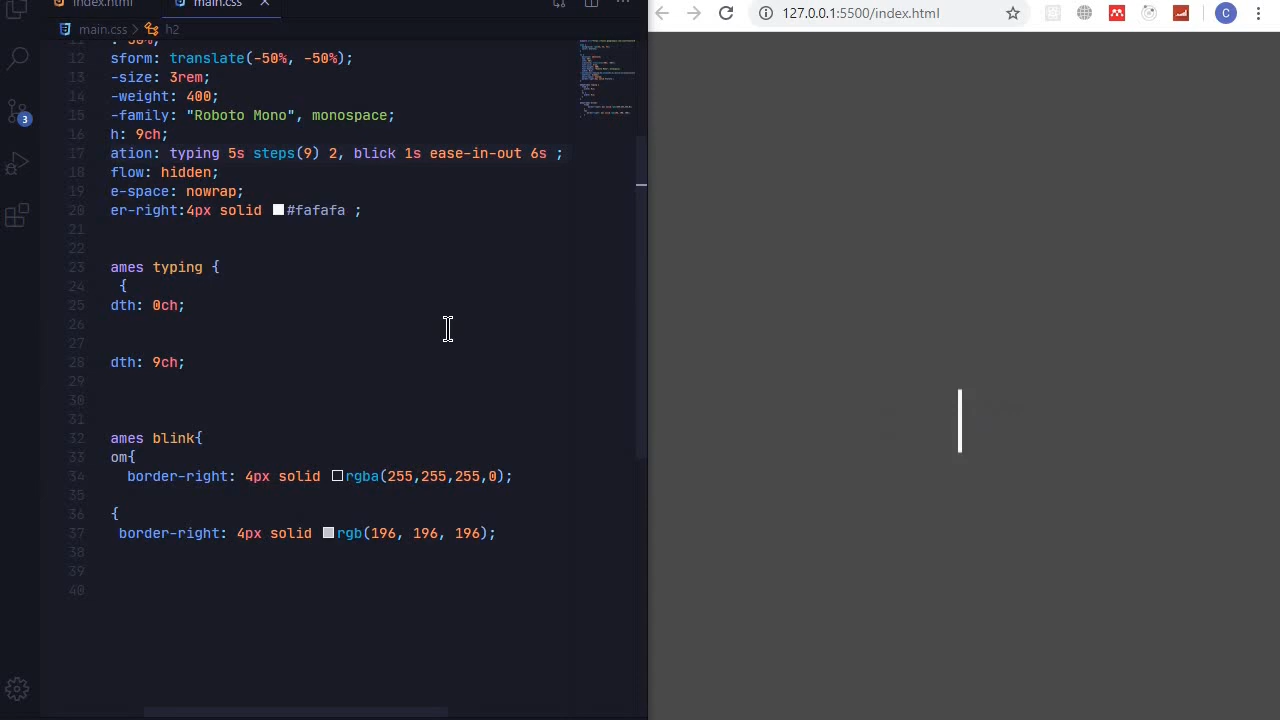 index.html main.css
main.css > h2
127.0.0.1:5500/index.html
C
3
11 : 50%;
12 sform: translate(-50%, -50%);
13 -size: 3rem;
14 -weight: 400;
15 -family: "Roboto Mono", monospace;
16 h: 9ch;
17 ation: typing 5s steps(9) 2, blick 1s ease-in-out 6s ;
18 flow: hidden;
19 e-space: nowrap;
20 er-right:4px solid #fafafa ;
21
22
23 ames typing {
24 {
25 dth: 0ch;
26
27
28 dth: 9ch;
29
30
31
32 ames blink{
33 om{
34 border-right: 4px solid rgba(255,255,255,0);
35
36 {
37 border-right: 4px solid rgb(196, 196, 196);
38
39
40